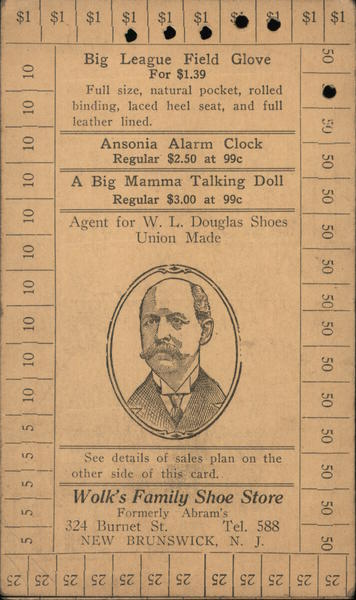 $1 $1 $1 $1 $1 $1 $1 $1 $1
Big League Field Glove
For $1.39
Full size, natural pocket, rolled
binding, laced heel seat, and full
leather lined.
Ansonia Alarm Clock
Regular $2.50 at 99c
A Big Mamma Talking Doll
Regular $3.00 at 99c
Agent for W. L. Douglas Shoes
Union Made
See details of sales plan on the
other side of this card.
Wolk's Family Shoe Store
Formerly Abram's
324 Burnet St. Tel. 588
NEW BRUNSWICK, N. J.
10
10
10
10
10
10
10
10
10
5
5
5
5
50
50
50
50
50
50
50
50
50
50
50
50
50
50
25 25 25 25 25 25 25 25 25 25 25 25